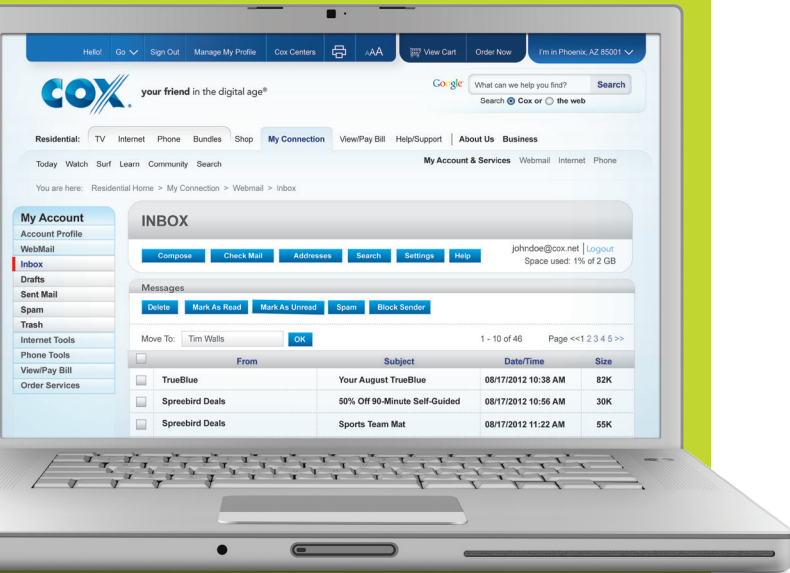 Hello! Go Sign Out Manage My Profile Cox Centers AAA View Cart Order Now I'm in Phoenix, AZ 85001
COX. your friend in the digital age®
Google What can we help you find? Search
Search Cox or the web
Residential: TV Internet Phone Bundles Shop My Connection View/Pay Bill Help/Support About Us Business
Today Watch Surf Learn Community Search My Account & Services Webmail Internet Phone
You are here: Residential Home > My Connection > Webmail > Inbox
My Account
Account Profile
WebMail
Inbox
Drafts
Sent Mail
Spam
Trash
Internet Tools
Phone Tools
View/Pay Bill
Order Services
INBOX
Compose Check Mail Addresses Search Settings Help
johndoe@cox.net | Logout
Space used: 1% of 2 GB
Messages
Delete Mark As Read Mark As Unread Spam Block Sender
Move To: Tim Walls OK 1 - 10 of 46 Page <<1 2 3 4 5 >>
From Subject Date/Time Size
TrueBlue Your August TrueBlue 08/17/2012 10:38 AM 82K
Spreebird Deals 50% Off 90-Minute Self-Guided 08/17/2012 10:56 AM 30K
Spreebird Deals Sports Team Mat 08/17/2012 11:22 AM 55K